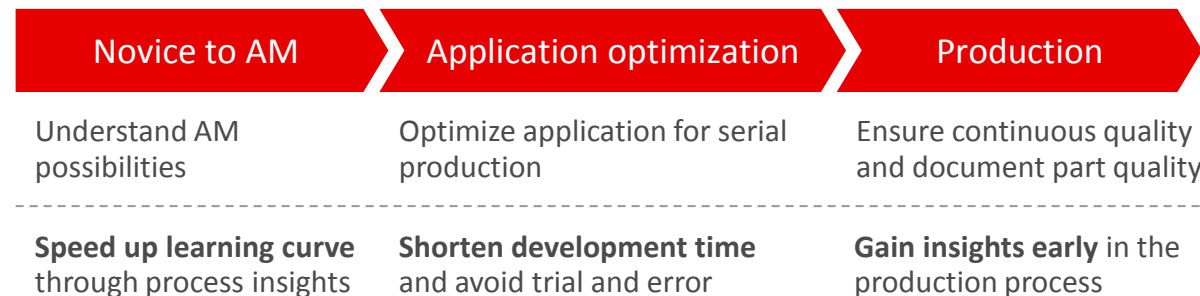 Novice to AM
Application optimization
Production
Understand AM
possibilities
Optimize application for serial
production
Ensure continuous quality
and document part quality
Speed up learning curve
through process insights
Shorten development time
and avoid trial and error
Gain insights early in the
production process